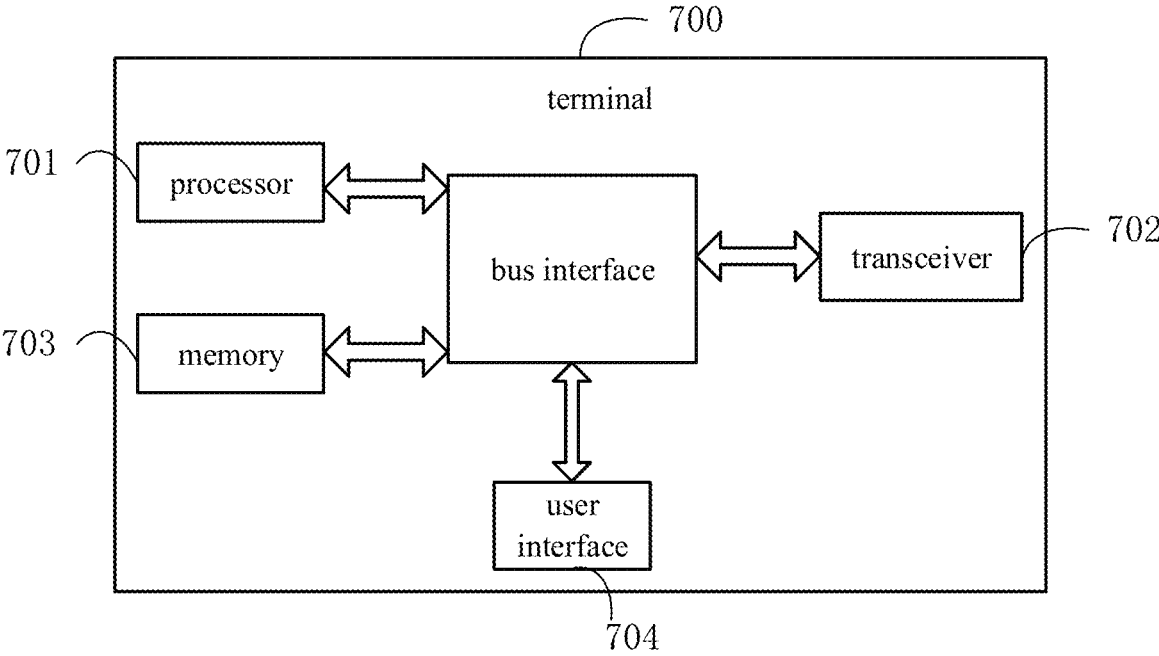 700
terminal
701
processor
bus interface
transceiver
702
703
memory
user
interface
704